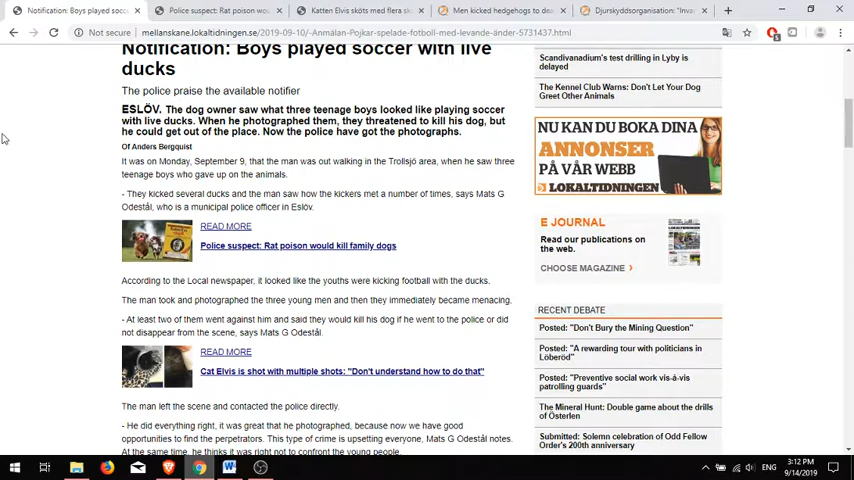 Notification: Boys played socc
Police suspect: Rat poison wou
Katten Elvis sköts med flera sk
Men kicked hedgehogs to dea
Djurskyddsorganisation: "Inva
Not secure
mellanskane.lokaltidningen.se/2019-09-10/-Anmälan-Pojkar-spelade-fotboll-med-levande-änder-5731437.html
Notification: Boys played soccer with live
ducks
The police praise the available notifier
ESLÖV. The dog owner saw what three teenage boys looked like playing soccer
with live ducks. When he photographed them, they threatened to kill his dog, but
he could get out of the place. Now the police have got the photographs.
Of Anders Bergquist
It was on Monday, September 9, that the man was out walking in the Trollsjö area, when he saw three
teenage boys who gave up on the animals.
- They kicked several ducks and the man saw how the kickers met a number of times, says Mats G
Odestål, who is a municipal police officer in Eslöv.
READ MORE
Police suspect: Rat poison would kill family dogs
According to the Local newspaper, it looked like the youths were kicking football with the ducks.
The man took and photographed the three young men and then they immediately became menacing.
- At least two of them went against him and said they would kill his dog if he went to the police or did
not disappear from the scene, says Mats G Odestål.
READ MORE
Cat Elvis is shot with multiple shots: "Don't understand how to do that"
The man left the scene and contacted the police directly.
- He did everything right, it was great that he photographed, because now we have good
opportunities to find the perpetrators. This type of crime is upsetting everyone, Mats G Odestål notes.
At the same time, he thinks it was right not to confront the young people.
Scandivanadium's test drilling in Lyby is
delayed
The Kennel Club Warns: Don't Let Your Dog
Greet Other Animals
NU KAN DU BOKA DINA
ANNONSER
PÅ VÅR WEBB
LOKALTIDNINGEN
E JOURNAL
Read our publications on
the web.
CHOOSE MAGAZINE
RECENT DEBATE
Posted: "Don't Bury the Mining Question"
Posted: "A rewarding tour with politicians in
Löberöd"
Posted: "Preventive social work vis-à-vis
patrolling guards"
The Mineral Hunt: Double game about the drills
of Österlen
Submitted: Solemn celebration of Odd Fellow
Order's 200th anniversary
ENG
3:12 PM
9/14/2019